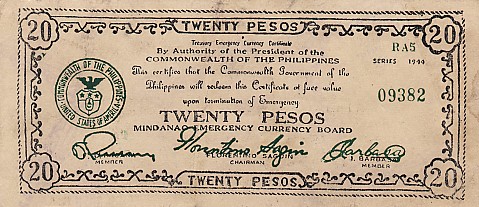 20 TWENTY PESOS 20
Treasury Emergency Currency Certificate
By Authority of the President of the
COMMONWEALTH OF THE PHILIPPINES
RA5
SERIES 1944
This certifies that the Commonwealth Government of the
Philippines will redeem this Certificate at face value
upon termination of Emergency
09382
COMMONWEALTH OF THE PHILIPPINES
UNITED STATES OF AMERICA
TWENTY PESOS
MINDANAO EMERGENCY CURRENCY BOARD
FLORENTINO SAGUIN
J. BARBASA
MEMBER
CHAIRMAN
MEMBER
20 TWENTY PESOS 20